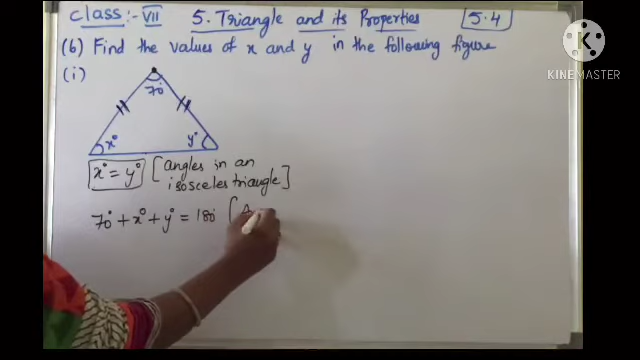 Class:- VII 5. Triangle and its Properties 5.4
(6) Find the values of x and y in the following figure
(i)
70°
x° y°
x° = y° [angles in an
isosceles triangle]
70° + x° + y° = 180° [A
KINEMASTER